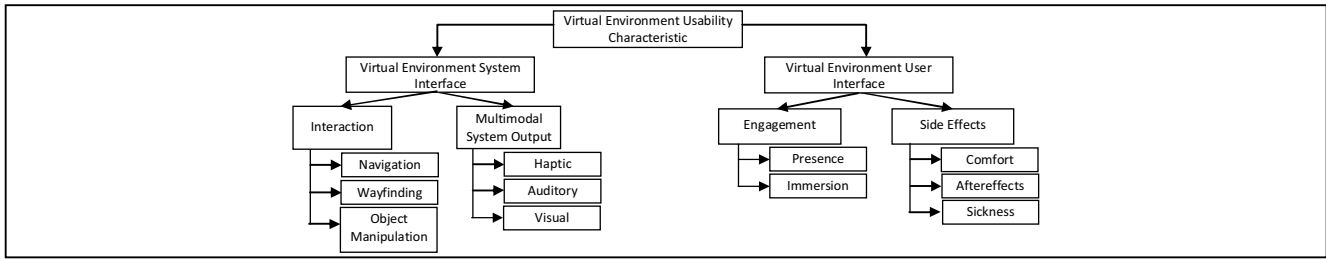 Virtual Environment Usability
Characteristic
Virtual Environment System
Interface
Virtual Environment User
Interface
Interaction
Multimodal
System Output
Engagement
Side Effects
Navigation
Wayfinding
Object
Manipulation
Haptic
Auditory
Visual
Presence
Immersion
Comfort
Aftereffects
Sickness